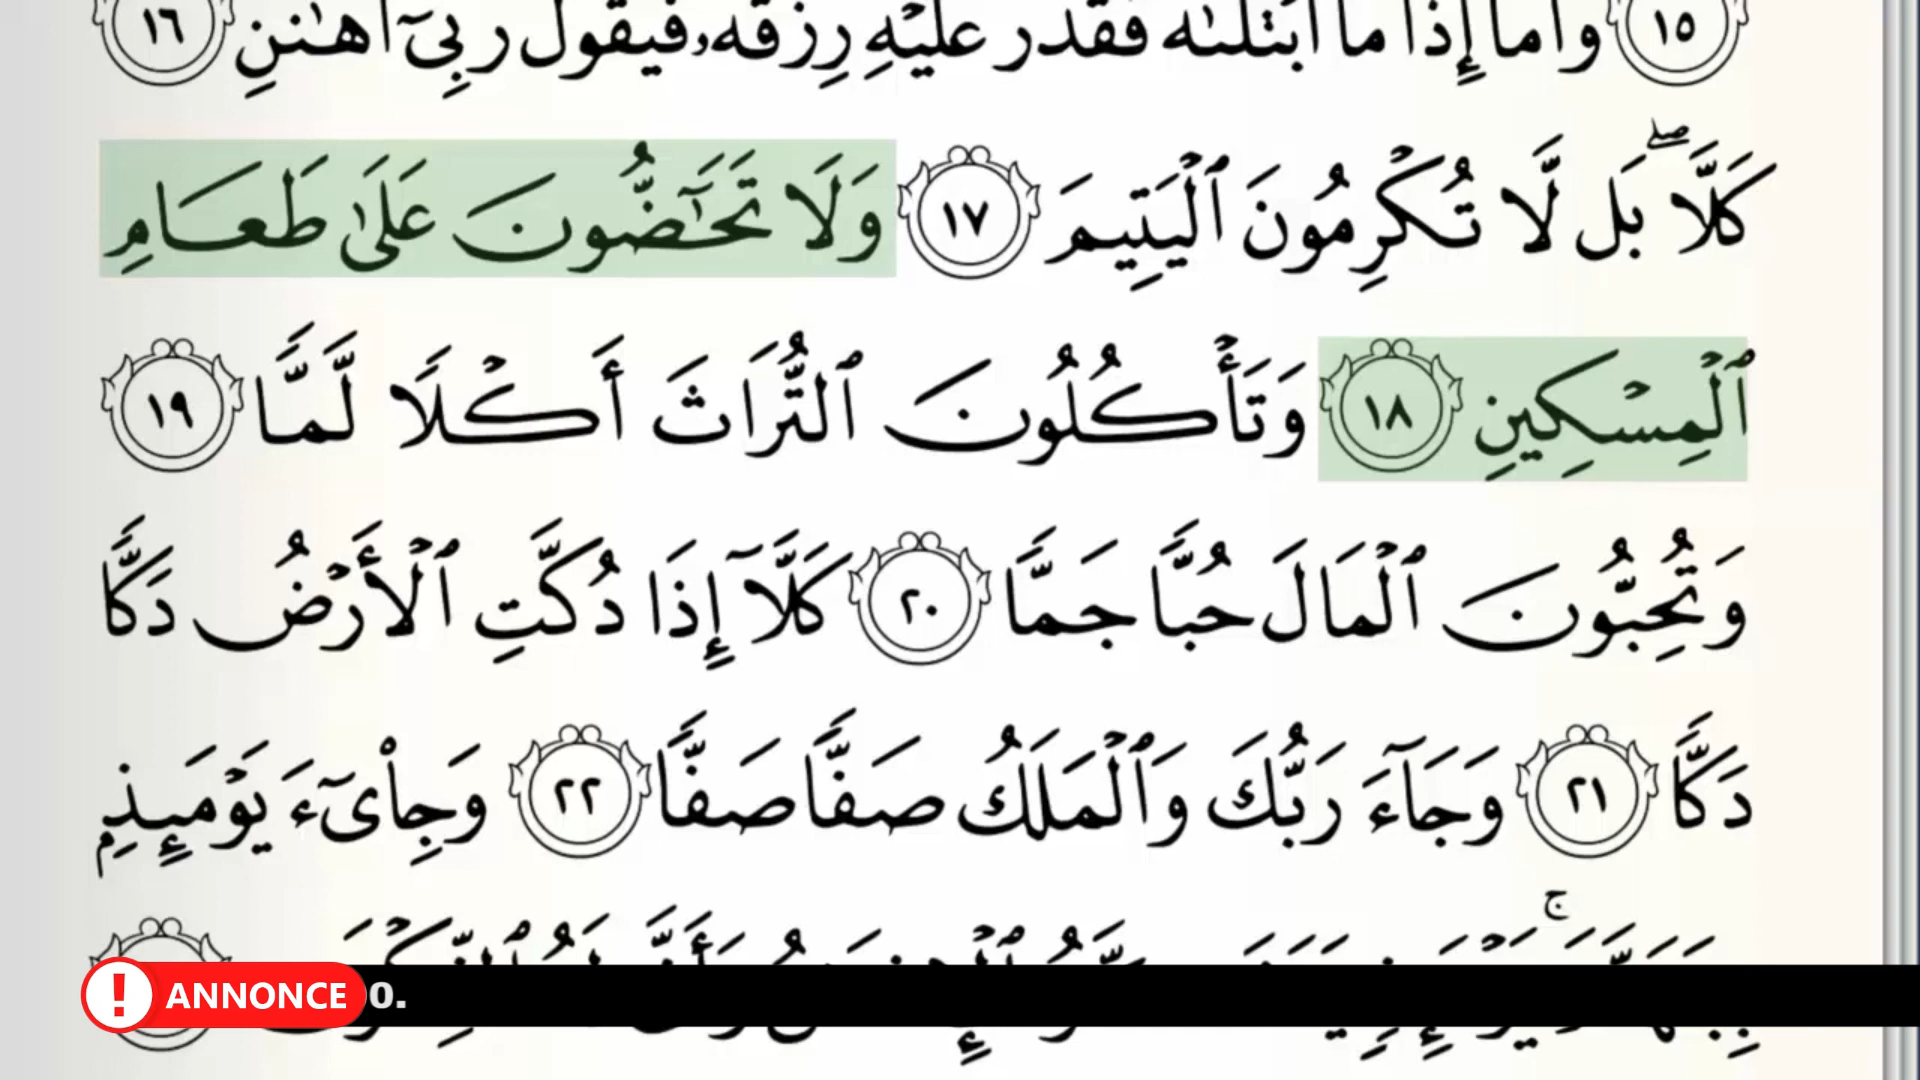 ١٥ وَأَمَّآ إِذَا مَا ٱبْتَلَىٰهُ فَقَدَرَ عَلَيْهِ رِزْقَهُۥ فَيَقُولُ رَبِّىٓ أَهَٰنَنِ ١٦
كَلَّا ۖ بَل لَّا تُكْرِمُونَ ٱلْيَتِيمَ ١٧ وَلَا تَحَٰٓضُّونَ عَلَىٰ طَعَامِ
ٱلْمِسْكِينِ ١٨ وَتَأْكُلُونَ ٱلتُّرَاثَ أَكْلًا لَّمًّا ١٩
وَتُحِبُّونَ ٱلْمَالَ حُبًّا جَمًّا ٢٠ كَلَّآ إِذَا دُكَّتِ ٱلْأَرْضُ دَكًّا
دَكًّا ٢١ وَجَآءَ رَبُّكَ وَٱلْمَلَكُ صَفًّا صَفًّا ٢٢ وَجِا۟ىٓءَ يَوْمَئِذٍۭ
ANNONCE 0.